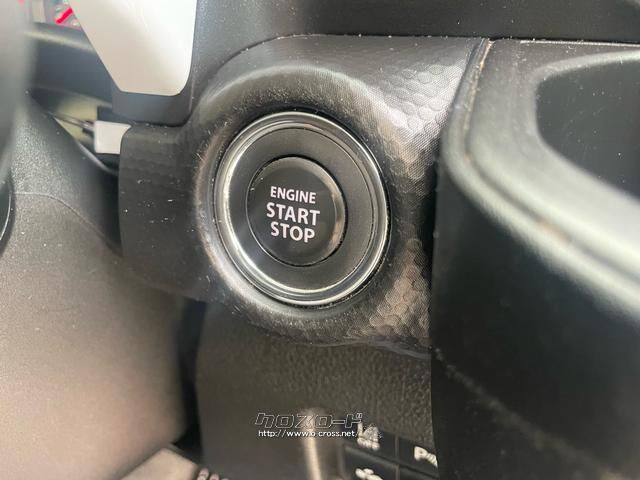 ENGINE
START
STOP
クロスロード
http://www.o-cross.net